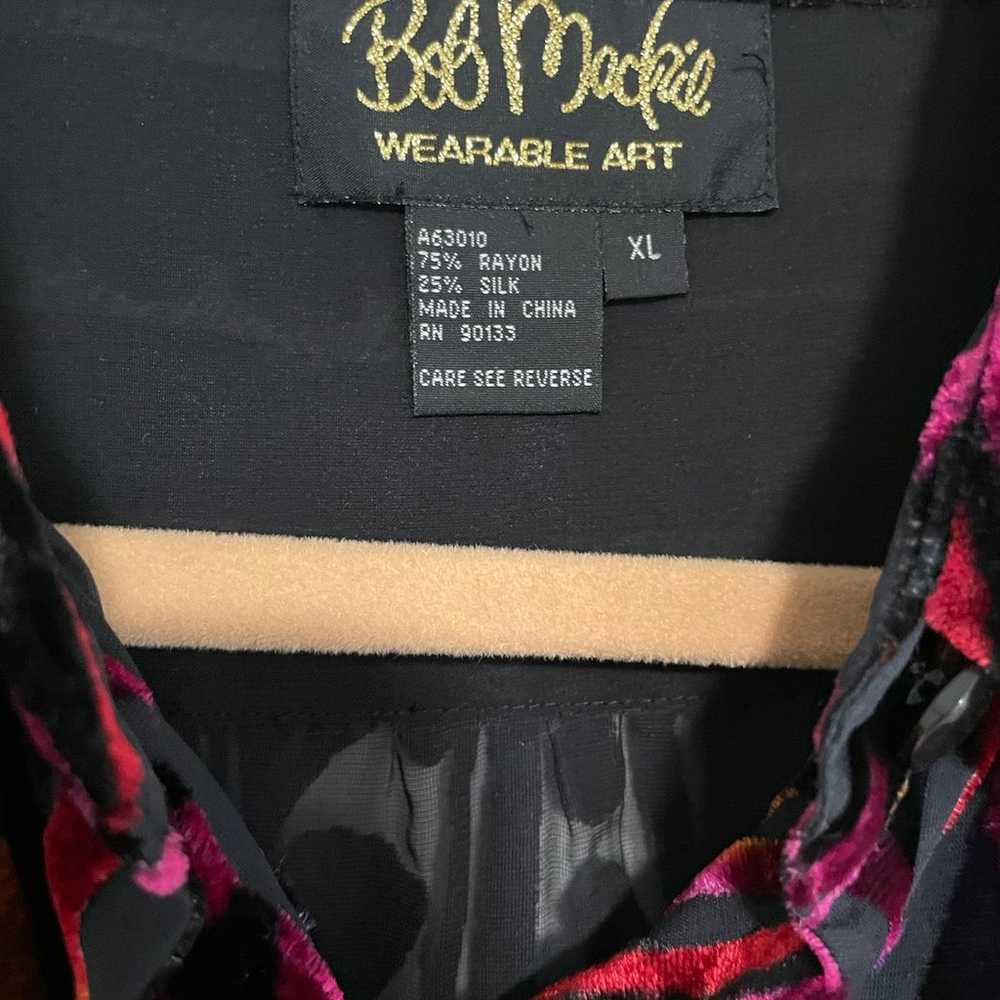 Bob Mackie
WEARABLE ART
A63010
75% RAYON
25% SILK
MADE IN CHINA
RN 90133
CARE SEE REVERSE
XL